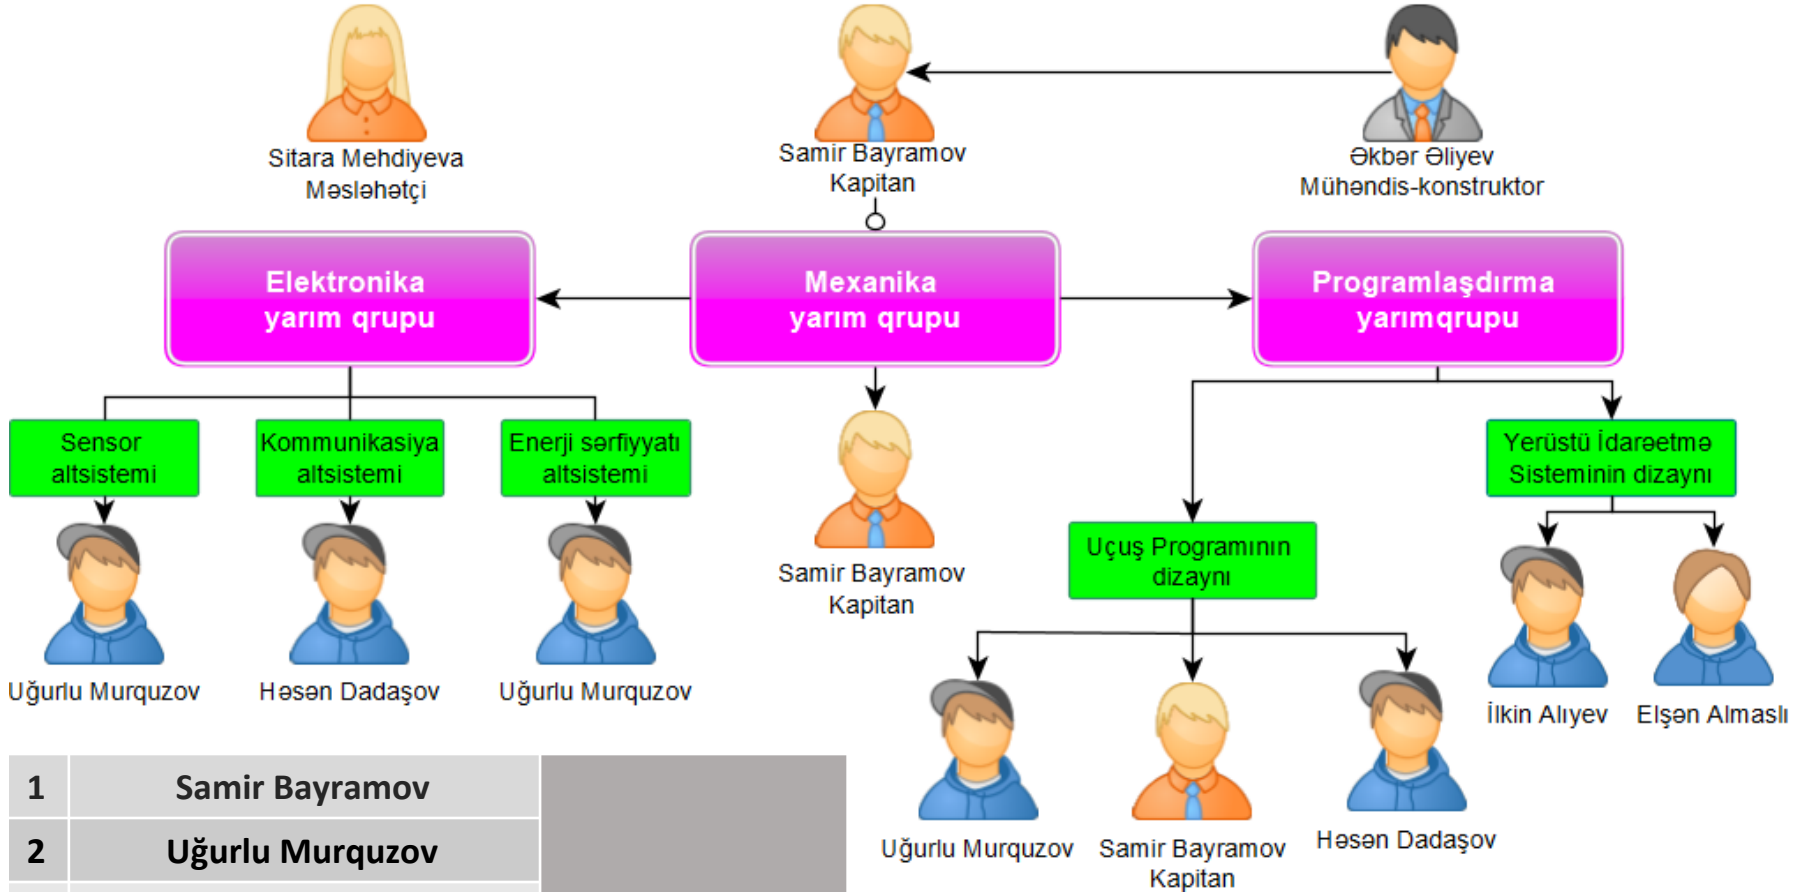 Sitara Mehdiyeva
Məsləhətçi
Samir Bayramov
Kapitan
Əkbər Əliyev
Mühəndis-konstruktor
Elektronika
yarım qrupu
Mexanika
yarım qrupu
Programlaşdırma
yarımqrupu
Sensor
altsistemi
Kommunikasiya
altsistemi
Enerji sərfiyyatı
altsistemi
Yerüstü İdarəetmə
Sisteminin dizaynı
Uçuş Programının
dizaynı
Samir Bayramov
Kapitan
Uğurlu Murquzov
Həsən Dadaşov
Uğurlu Murquzov
İlkin Alıyev
Elşən Almaslı
Uğurlu Murquzov
Samir Bayramov
Kapitan
Həsən Dadaşov
1 Samir Bayramov
2 Uğurlu Murquzov